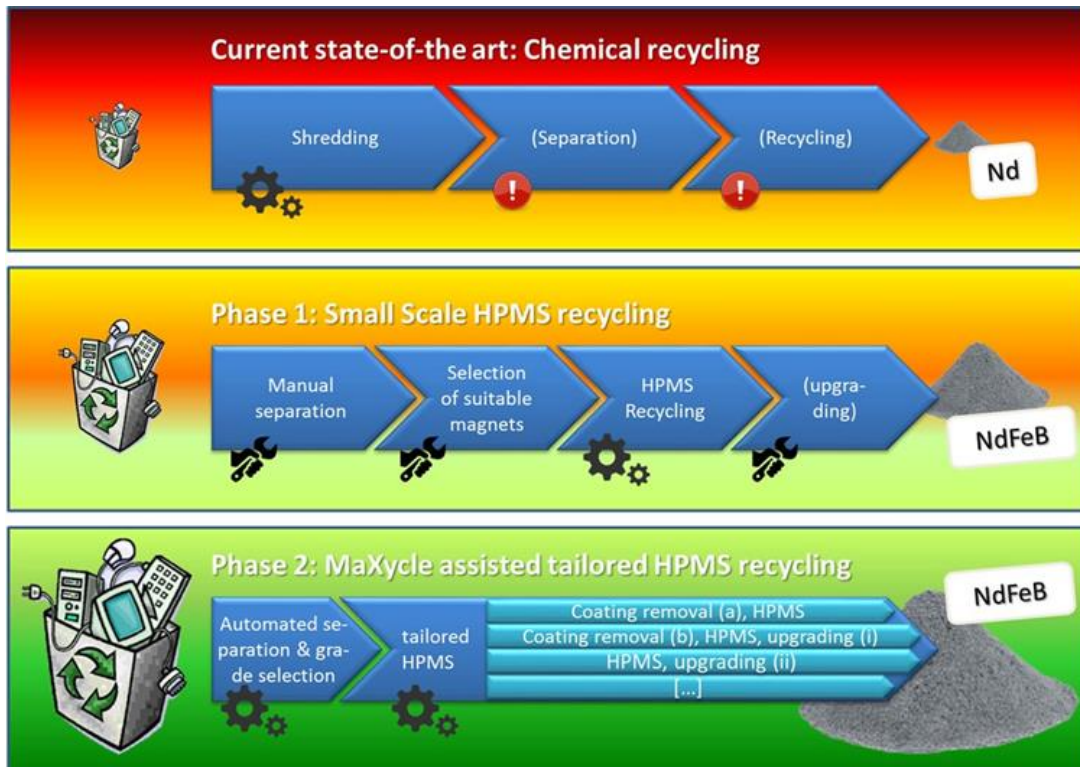 Current state-of-the art: Chemical recycling
Shredding
(Separation)
(Recycling)
!
!
Nd
Phase 1: Small Scale HPMS recycling
Manual
separation
Selection
of suitable
magnets
HPMS
Recycling
(upgra-
ding)
NdFeB
Phase 2: MaXycle assisted tailored HPMS recycling
Automated se-
paration & gra-
de selection
tailored
HPMS
Coating removal (a), HPMS
Coating removal (b), HPMS, upgrading (i)
HPMS, upgrading (ii)
[...]
NdFeB